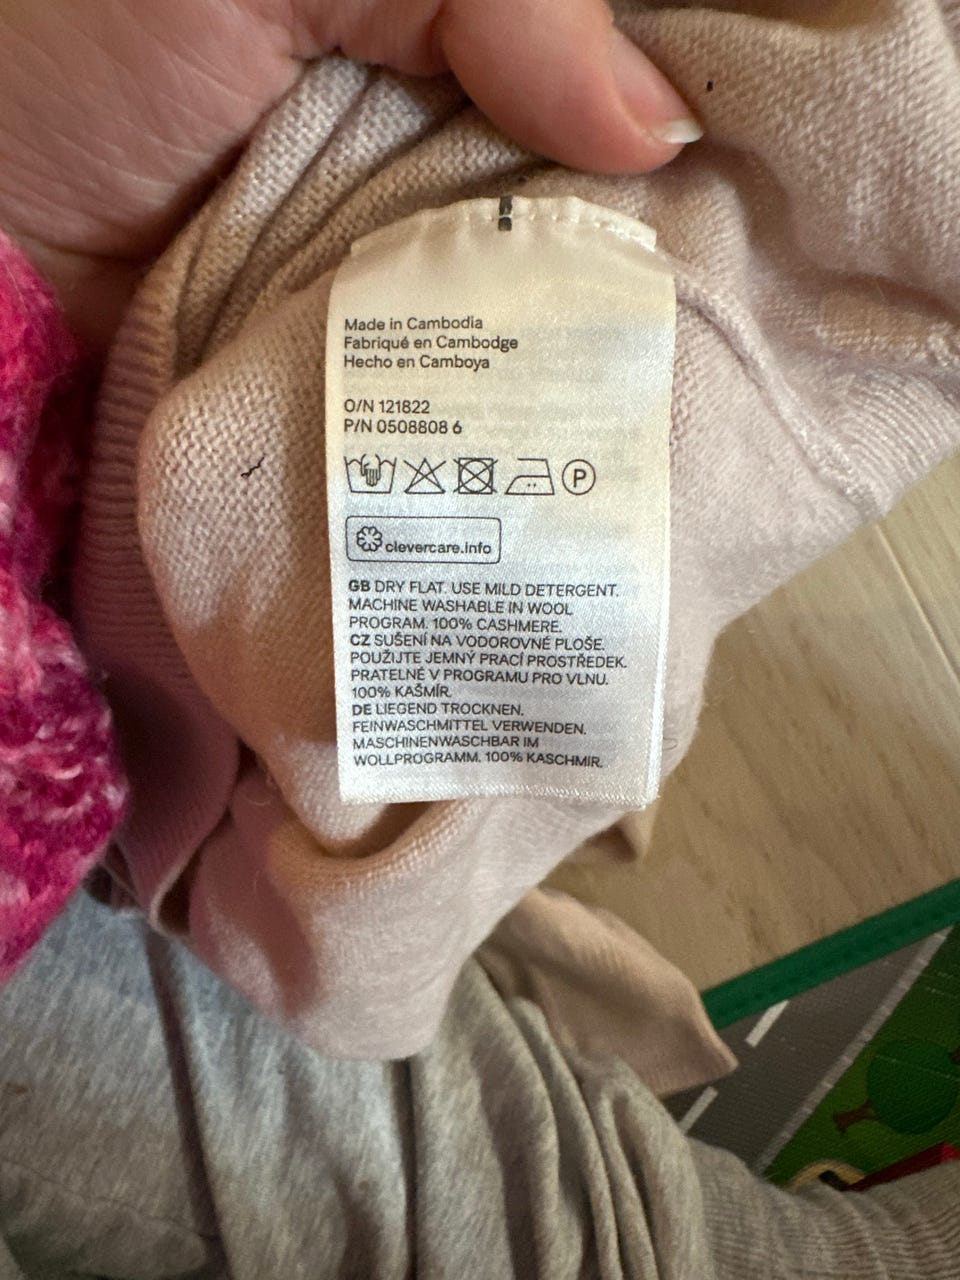 Made in Cambodia
Fabriqué en Cambodge
Hecho en Camboya
O/N 121822
P/N 0508808 6
P
clevercare.info
GB DRY FLAT. USE MILD DETERGENT.
MACHINE WASHABLE IN WOOL
PROGRAM. 100% CASHMERE.
CZ SUŠENÍ NA VODOROVNÉ PLOŠE.
POUŽIJTE JEMNÝ PRACÍ PROSTŘEDEK.
PRATELNÉ V PROGRAMU PRO VLNU.
100% KAŠMÍR.
DE LIEGEND TROCKNEN.
FEINWASCHMITTEL VERWENDEN.
MASCHINENWASCHBAR IM
WOLLPROGRAMM. 100% KASCHMIR.